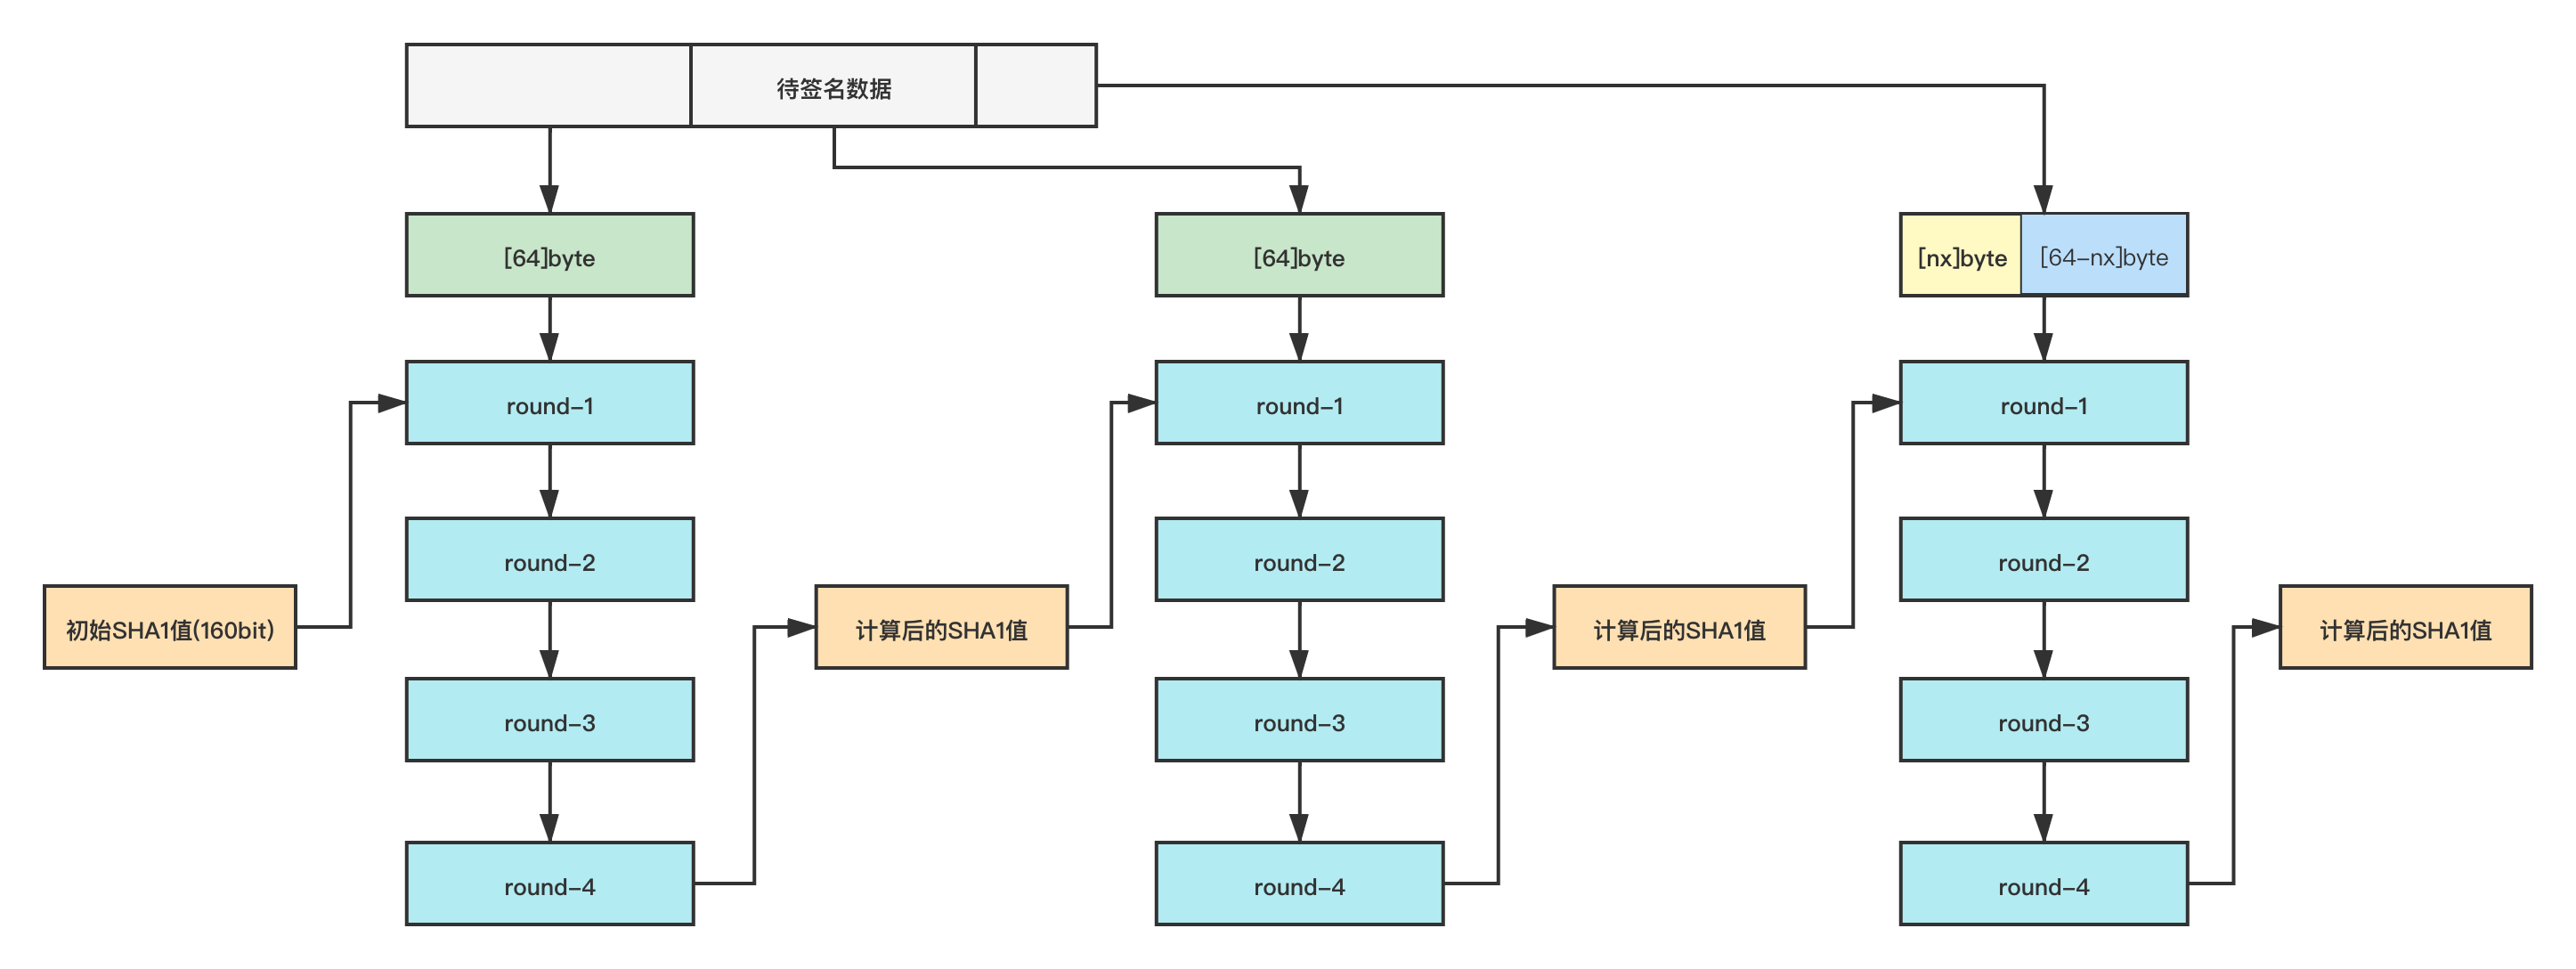 待签名数据
[64]byte
[64]byte
[nx]byte
[64-nx]byte
round-1
round-1
round-1
round-2
round-2
round-2
初始SHA1值(160bit)
计算后的SHA1值
计算后的SHA1值
计算后的SHA1值
round-3
round-3
round-3
round-4
round-4
round-4